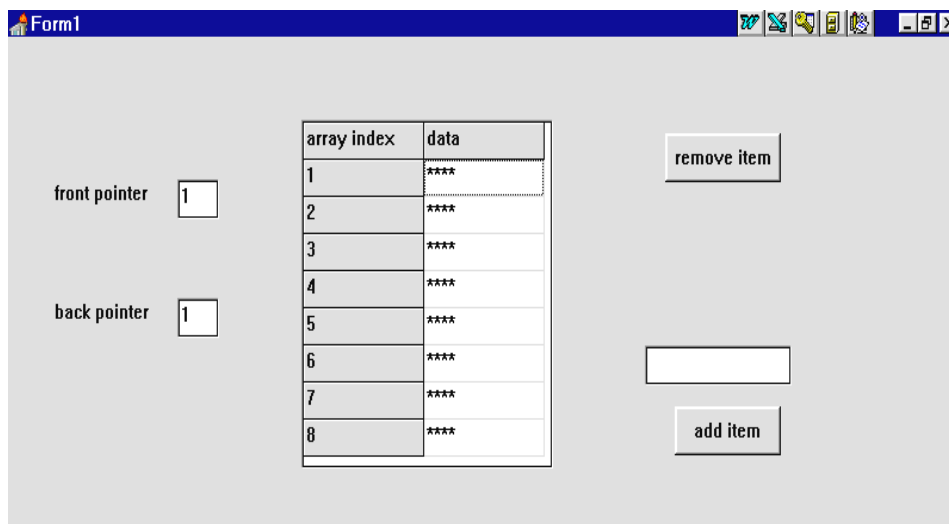 Form1
array index data
1 ****
2 ****
3 ****
4 ****
5 ****
6 ****
7 ****
8 ****
front pointer 1
back pointer 1
remove item
add item